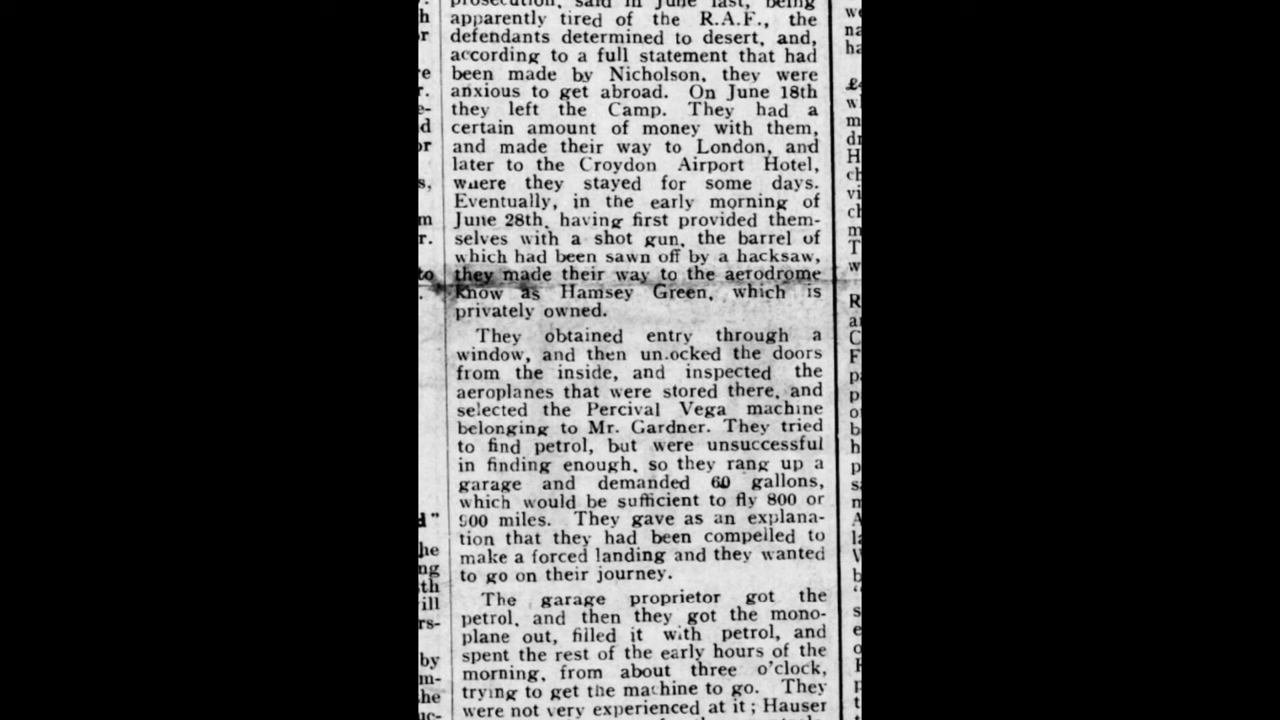 prosecution, said in June last, being
apparently tired of the R.A.F., the
defendants determined to desert, and,
according to a full statement that had
been made by Nicholson, they were
anxious to get abroad. On June 18th
they left the Camp. They had a
certain amount of money with them,
and made their way to London, and
later to the Croydon Airport Hotel,
where they stayed for some days.
Eventually, in the early morning of
June 28th, having first provided them-
selves with a shot gun, the barrel of
which had been sawn off by a hacksaw,
they made their way to the aerodrome
know as Hamsey Green, which is
privately owned.
They obtained entry through a
window, and then un.ocked the doors
from the inside, and inspected the
aeroplanes that were stored there, and
selected the Percival Vega machine
belonging to Mr. Gardner. They tried
to find petrol, but were unsuccessful
in finding enough, so they rang up a
garage and demanded 60 gallons,
which would be sufficient to fly 800 or
900 miles. They gave as an explana-
tion that they had been compelled to
make a forced landing and they wanted
to go on their journey.
The garage proprietor got the
petrol, and then they got the mono-
plane out, filled it with petrol, and
spent the rest of the early hours of the
morning, from about three o'clock,
trying to get the machine to go. They
were not very experienced at it; Hauser